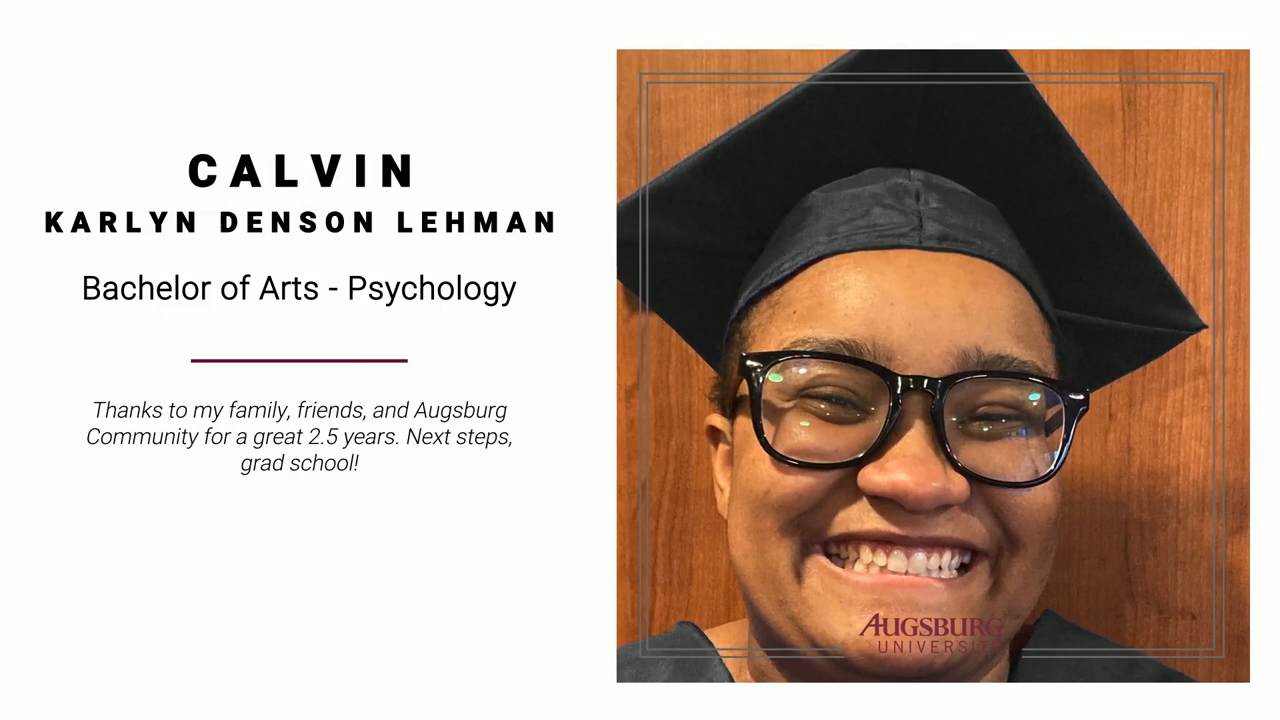 CALVIN
KARLYN DENSON LEHMAN
Bachelor of Arts - Psychology
Thanks to my family, friends, and Augsburg
Community for a great 2.5 years. Next steps,
grad school!
AUGSBURG
UNIVERSITY